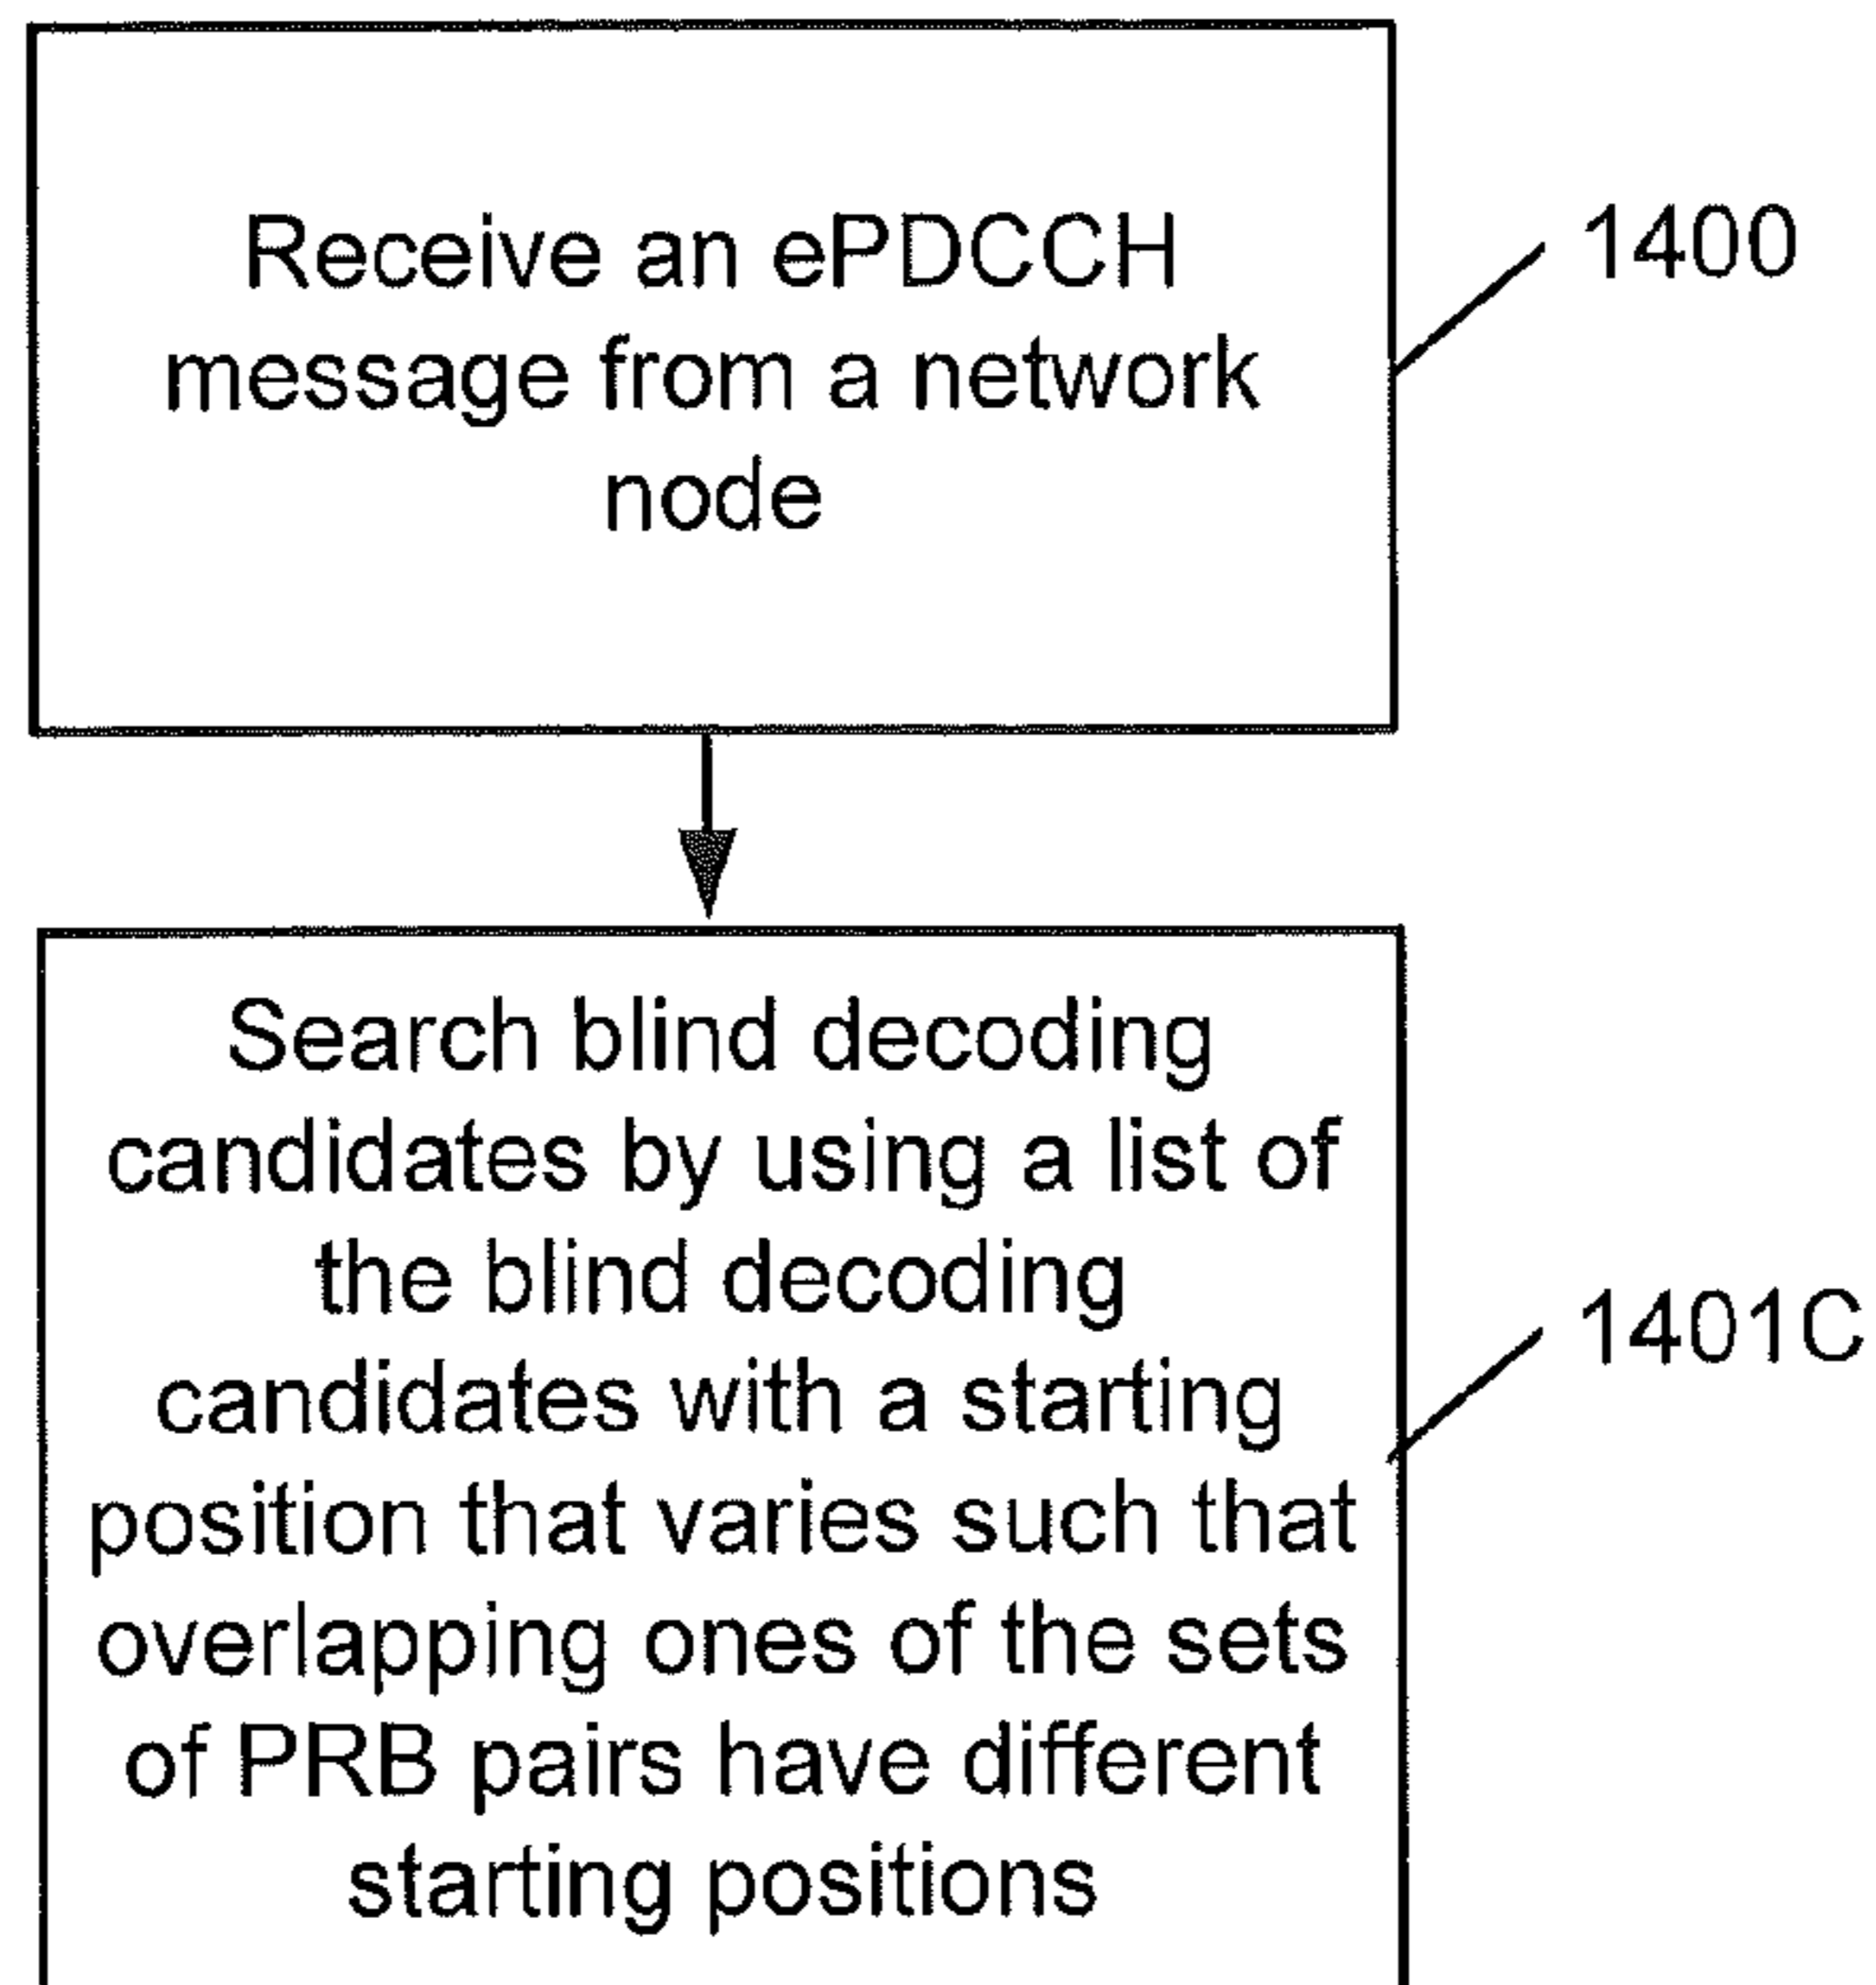 Receive an ePDCCH
message from a network
node
1400
Search blind decoding
candidates by using a list of
the blind decoding
candidates with a starting
position that varies such that
overlapping ones of the sets
of PRB pairs have different
starting positions
1401C